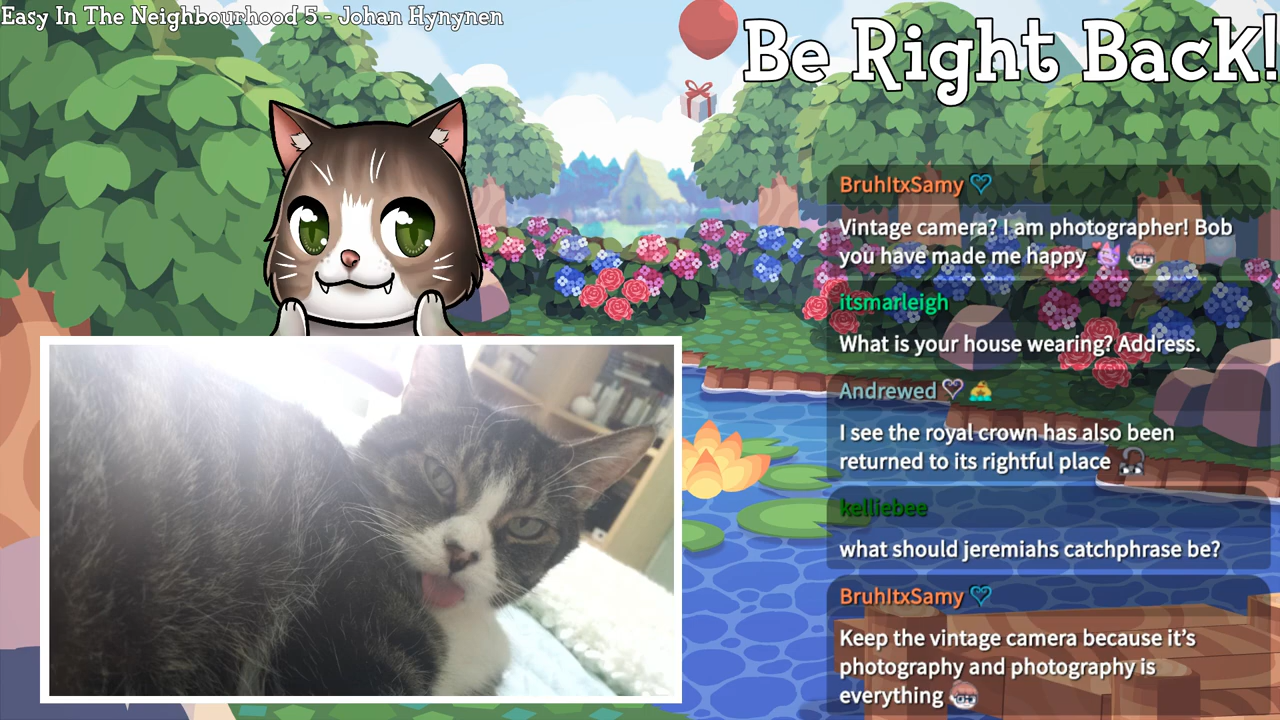 Easy In The Neighbourhood 5 - Johan Hynynen
Be Right Back!
BruhItxSamy
Vintage camera? I am photographer! Bob
you have made me happy
itsmarleigh
What is your house wearing? Address.
Andrewed
I see the royal crown has also been
returned to its rightful place
kelliebee
what should jeremiahs catchphrase be?
BruhItxSamy
Keep the vintage camera because it’s
photography and photography is
everything